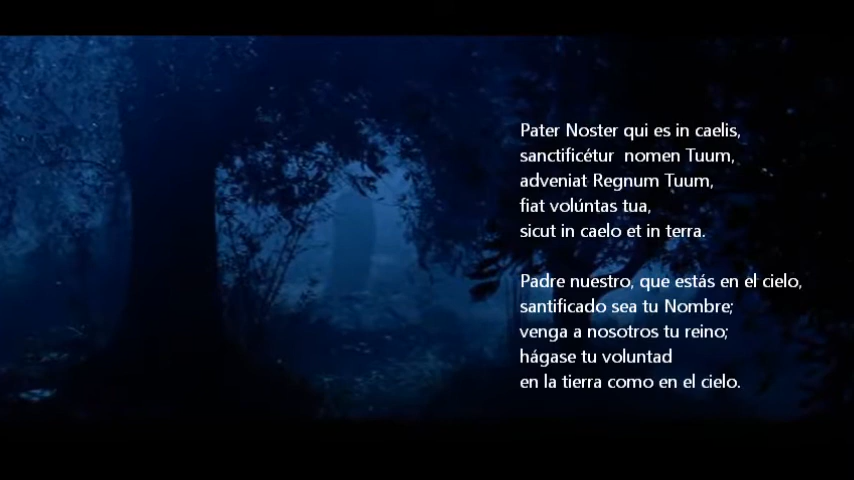 Pater Noster qui es in caelis,
sanctificétur  nomen Tuum,
adveniat Regnum Tuum,
fiat volúntas tua,
sicut in caelo et in terra.

Padre nuestro, que estás en el cielo,
santificado sea tu Nombre;
venga a nosotros tu reino;
hágase tu voluntad
en la tierra como en el cielo.